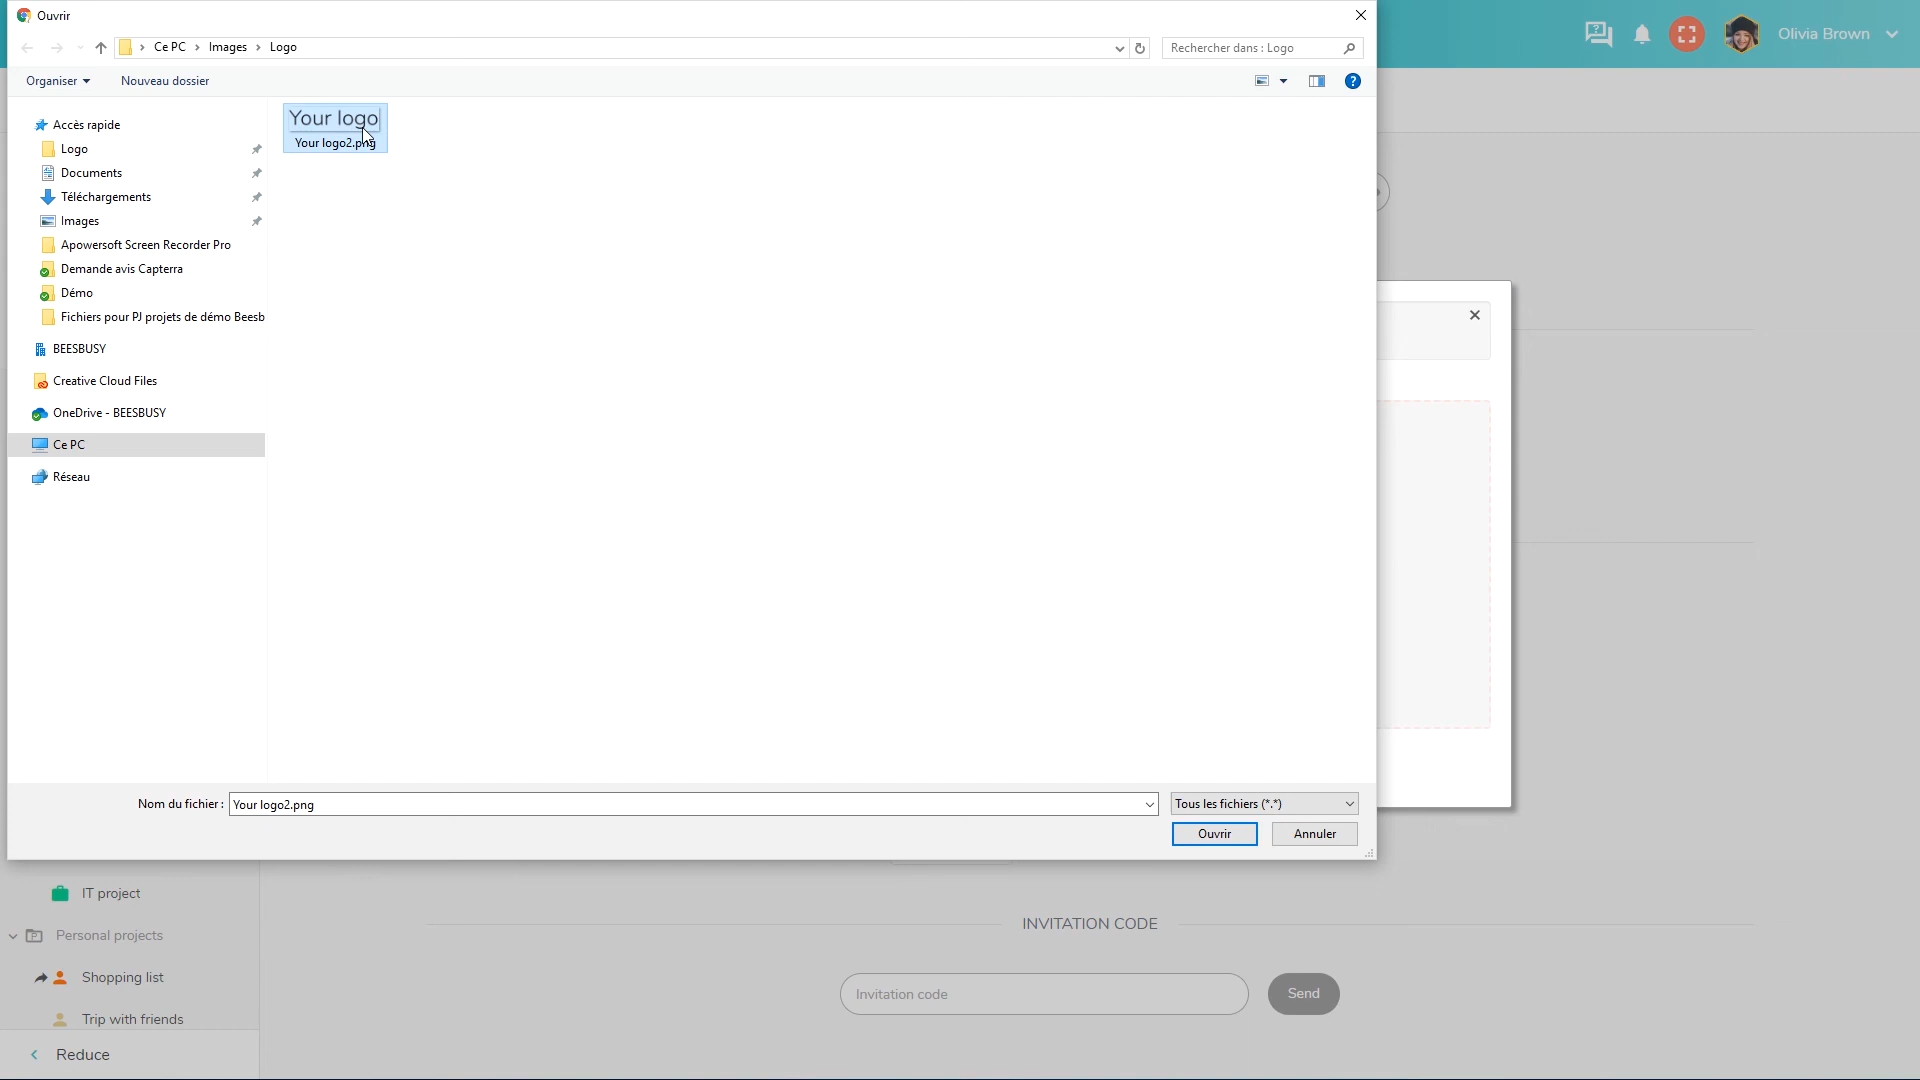 Ouvrir
Ce PC
Images
Logo
Rechercher dans : Logo
Olivia Brown
Organiser
Nouveau dossier
Your logo
Your logo2.png
Accès rapide
Logo
Documents
Téléchargements
Images
Apowersoft Screen Recorder Pro
Demande avis Capterra
Démo
Fichiers pour PJ projets de démo Beesb
BEESBUSY
Creative Cloud Files
OneDrive - BEESBUSY
Ce PC
Réseau
Nom du fichier :
Your logo2.png
Tous les fichiers (*.*)
Ouvrir
Annuler
IT project
Personal projects
Shopping list
Trip with friends
Reduce
INVITATION CODE
Invitation code
Send